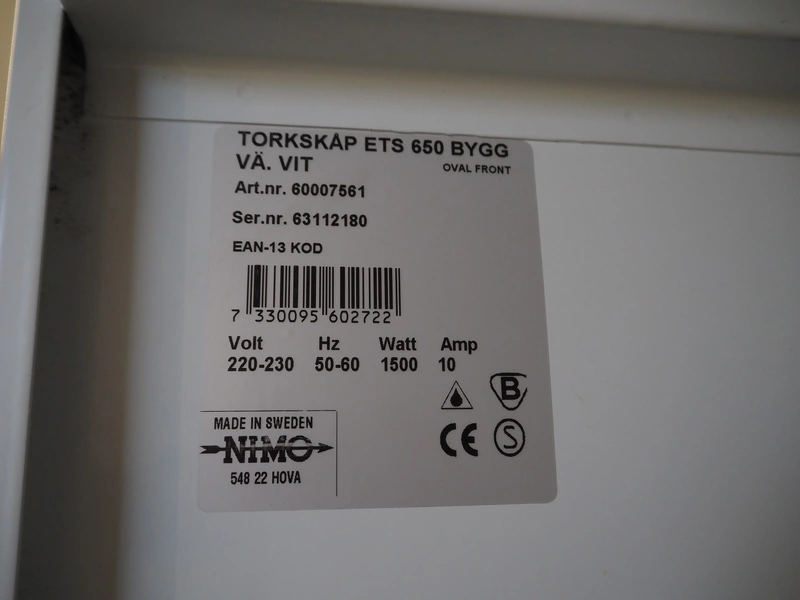 TORKSKÅP ETS 650 BYGG
VÄ. VIT OVAL FRONT
Art.nr. 60007561
Ser.nr. 63112180
EAN-13 KOD
7 330095 602722
Volt Hz Watt Amp
220-230 50-60 1500 10
B
CE S
MADE IN SWEDEN
NIMO
548 22 HOVA